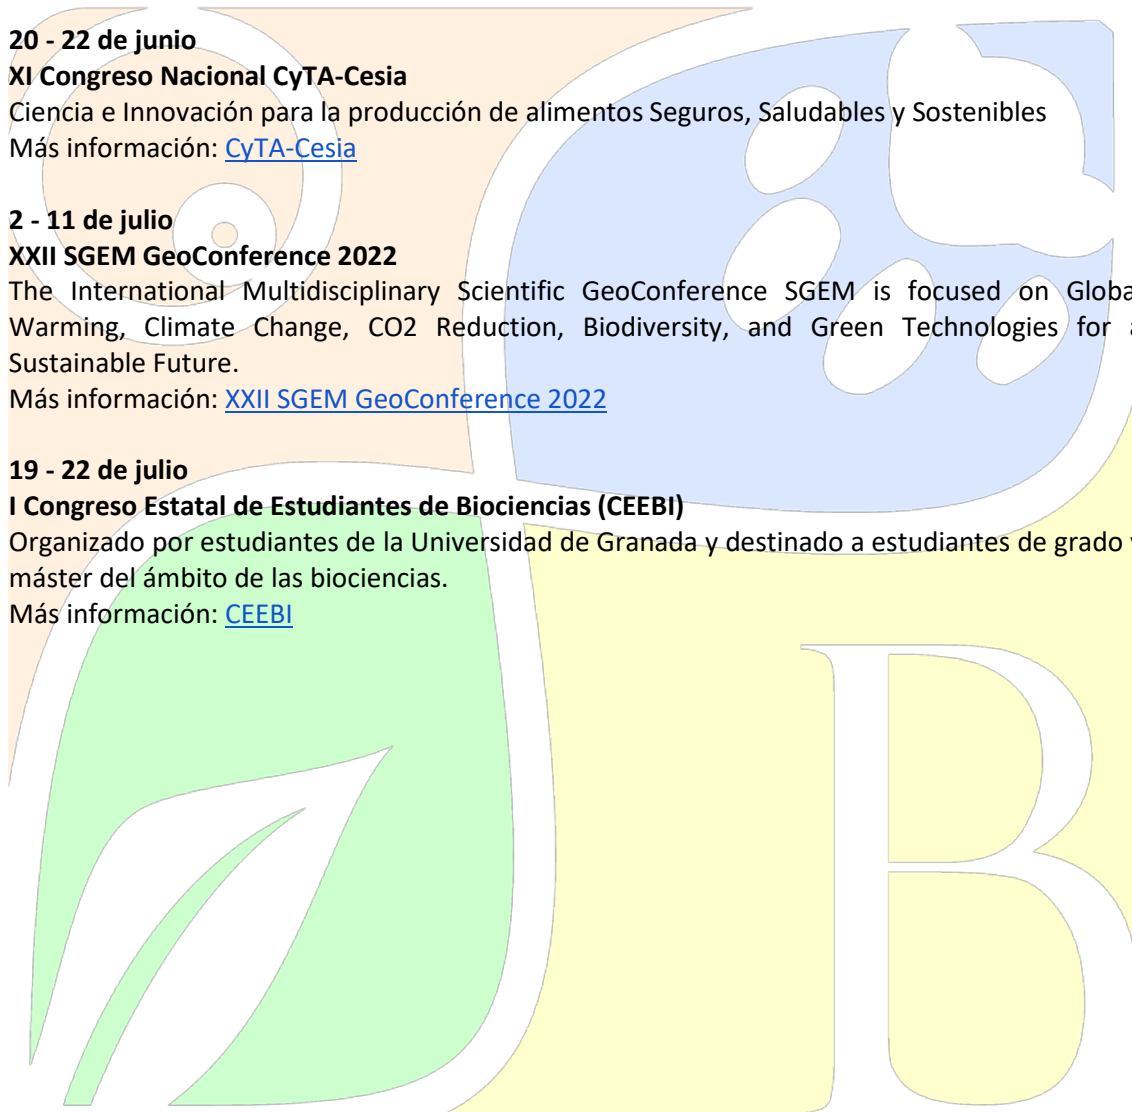 20 - 22 de junio
XI Congreso Nacional CyTA-Cesia
Ciencia e Innovación para la producción de alimentos Seguros, Saludables y Sostenibles
Más información: CyTA-Cesia
2 - 11 de julio
XXII SGEM GeoConference 2022
The International Multidisciplinary Scientific GeoConference SGEM is focused on Globa
Warming, Climate Change, CO2 Reduction, Biodiversity, and Green Technologies for a
Sustainable Future.
Más información: XXII SGEM GeoConference 2022
19 - 22 de julio
I Congreso Estatal de Estudiantes de Biociencias (CEEBI)
Organizado por estudiantes de la Universidad de Granada y destinado a estudiantes de grado y
máster del ámbito de las biociencias.
Más información: CEEBI
B